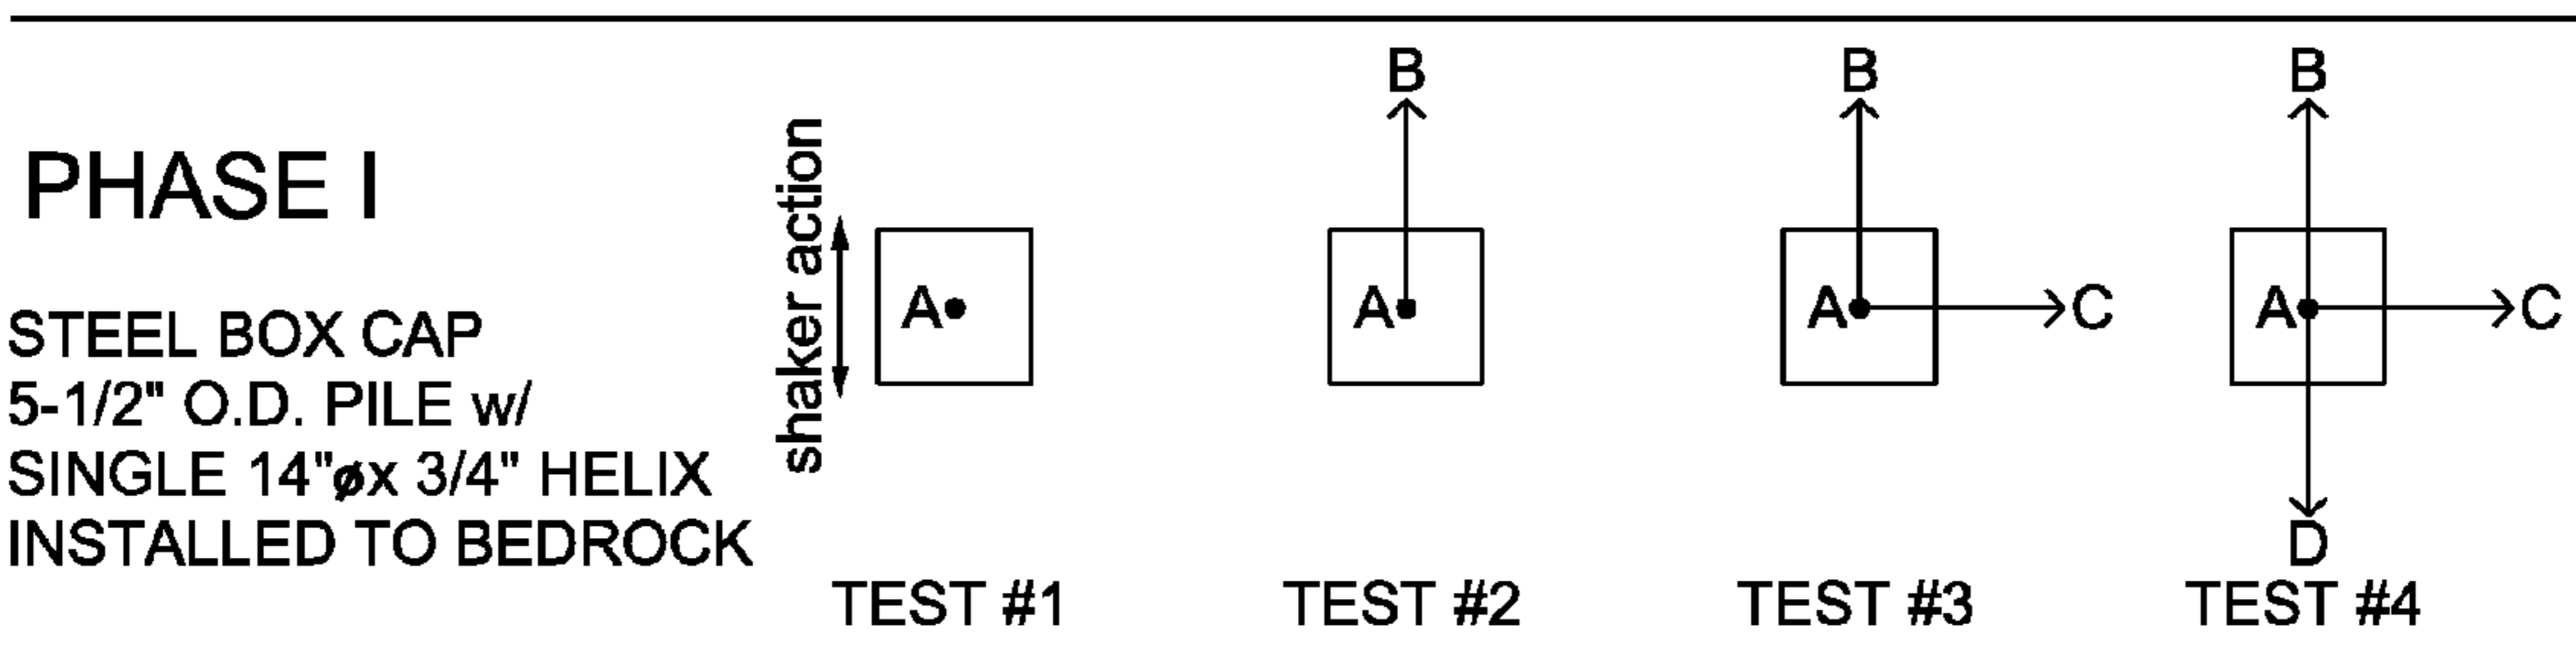 PHASE I
STEEL BOX CAP
5-1/2" O.D. PILE w/
SINGLE 14"øx 3/4" HELIX
INSTALLED TO BEDROCK
shaker action
A
TEST #1
B
A
TEST #2
B
A
C
TEST #3
B
A
C
D
TEST #4